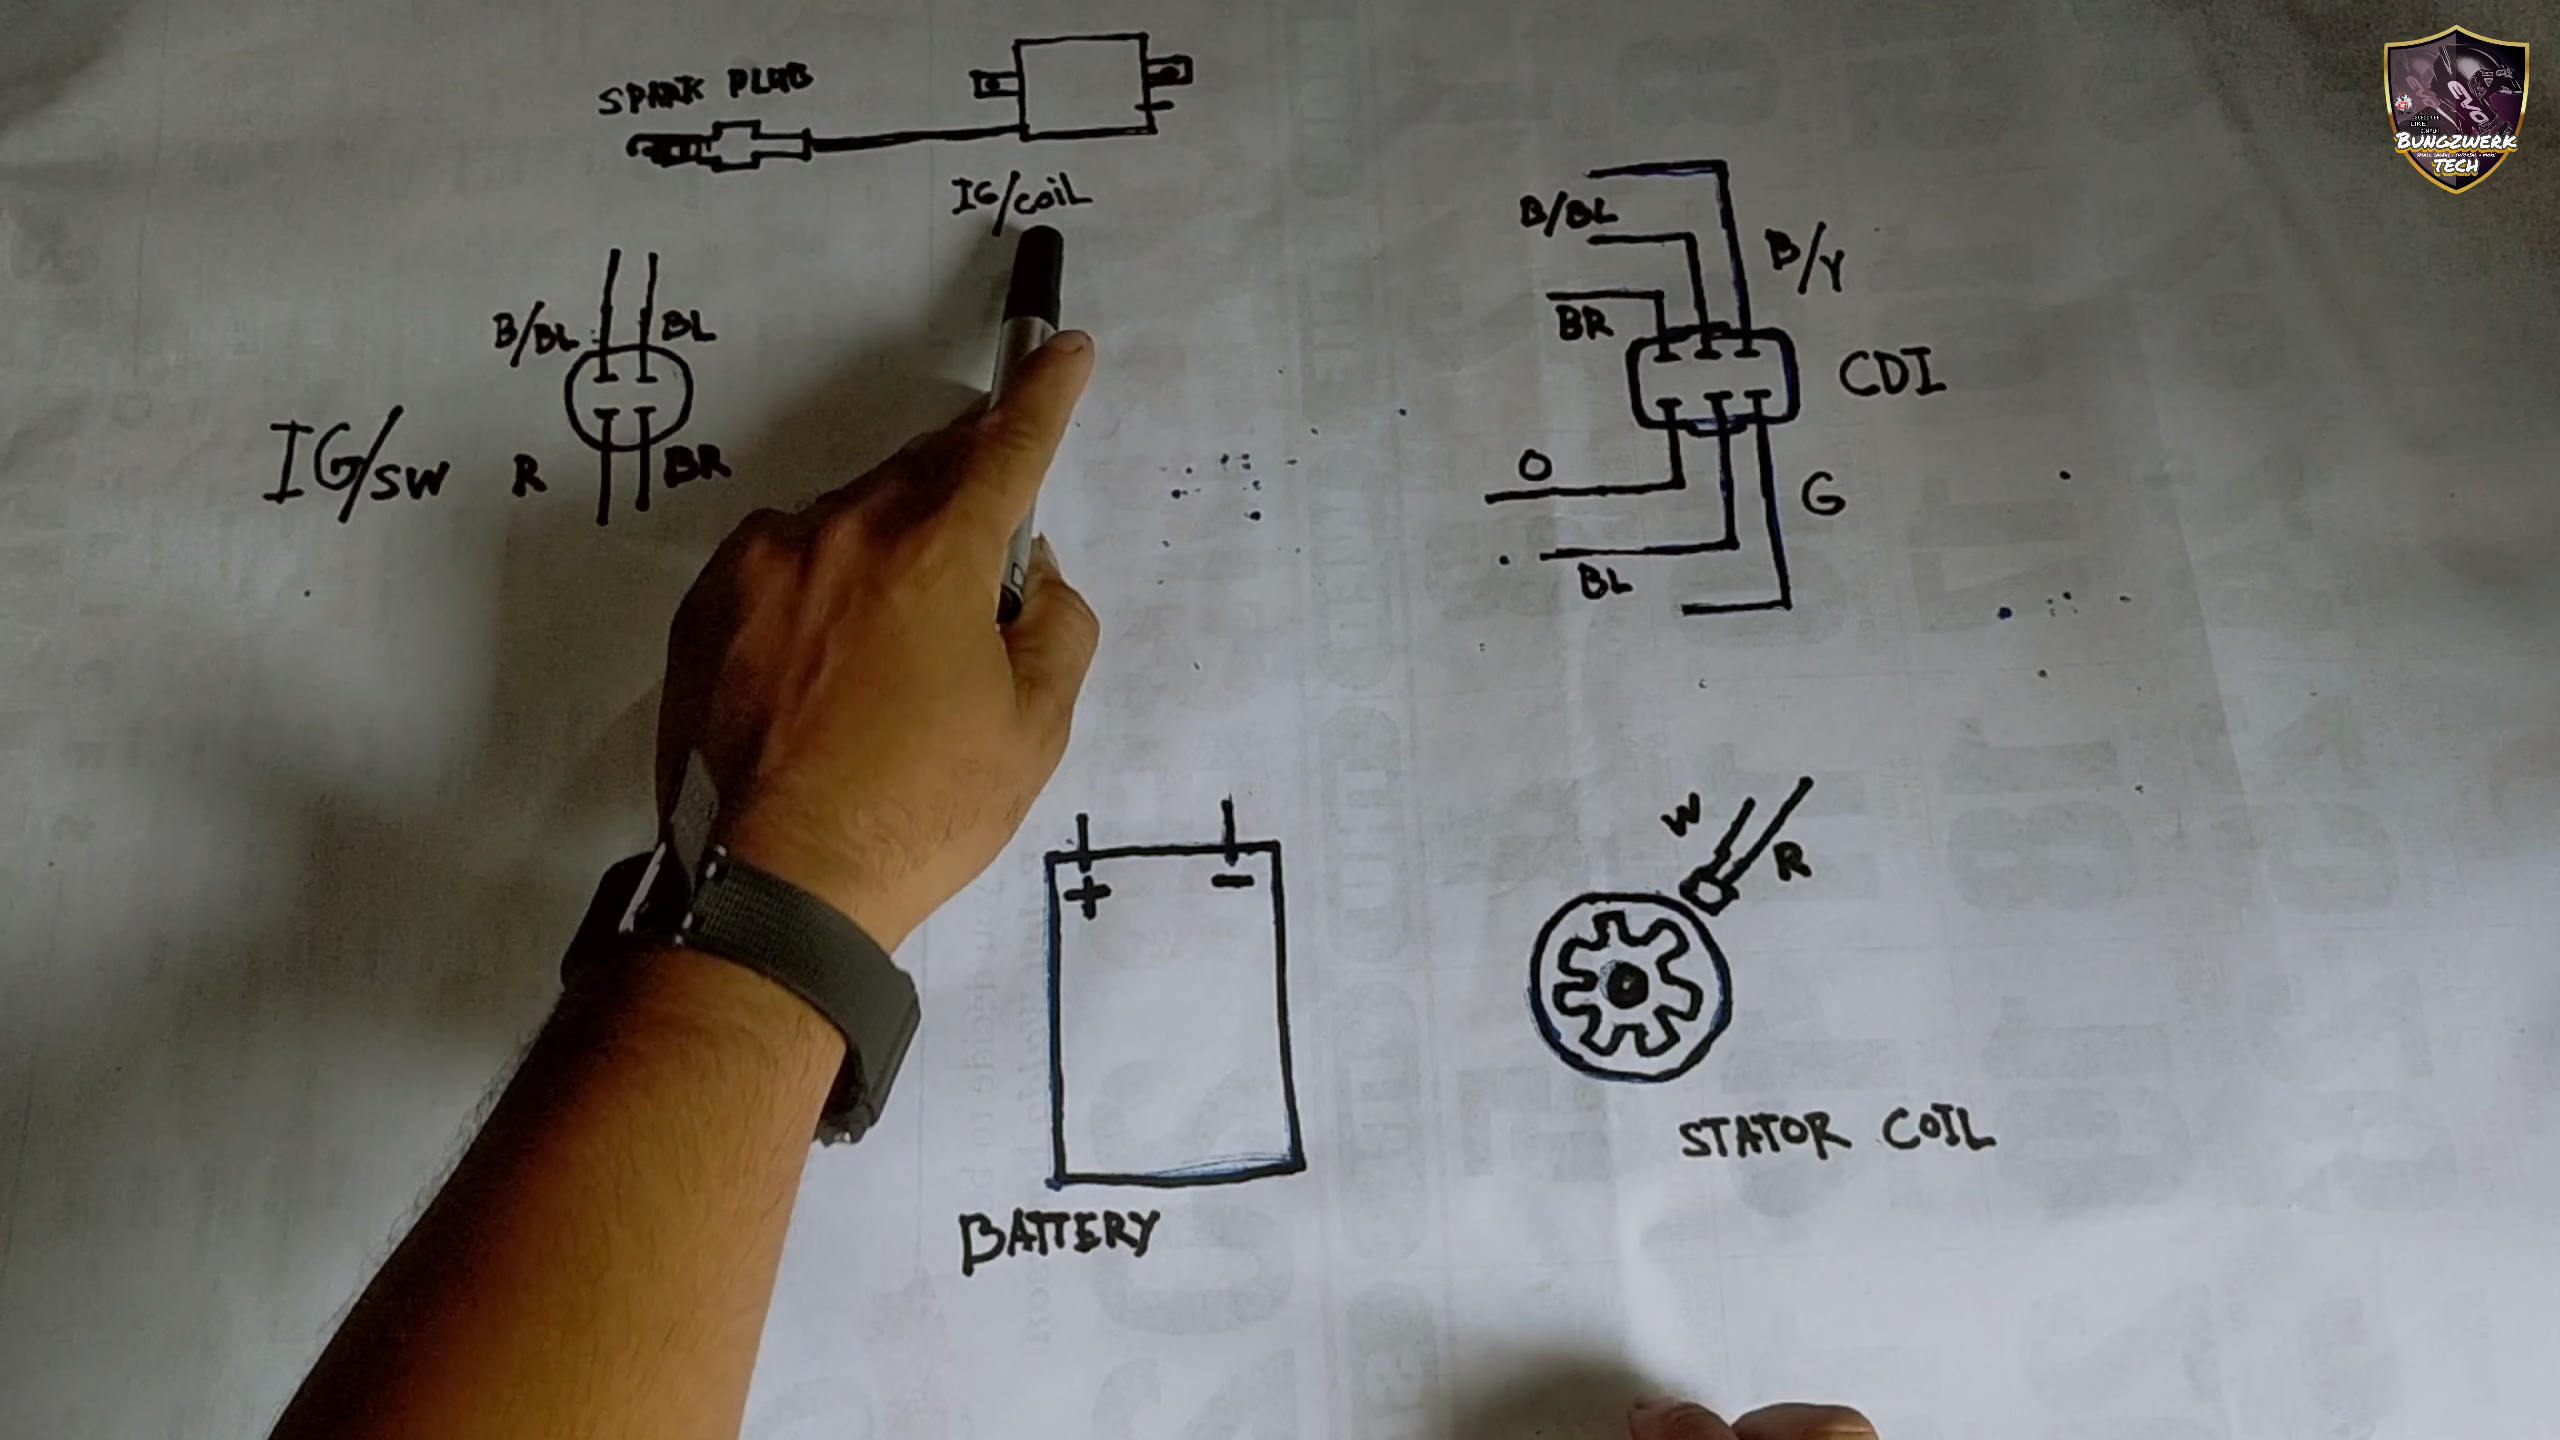 SPARK PLUG
IG/COIL
B/BL
BL
IG/SW
R
BR
B/BL
B/Y
BR
CDI
O
G
BL
+
-
BATTERY
W
R
STATOR COIL
BUNGZWERK
TECH